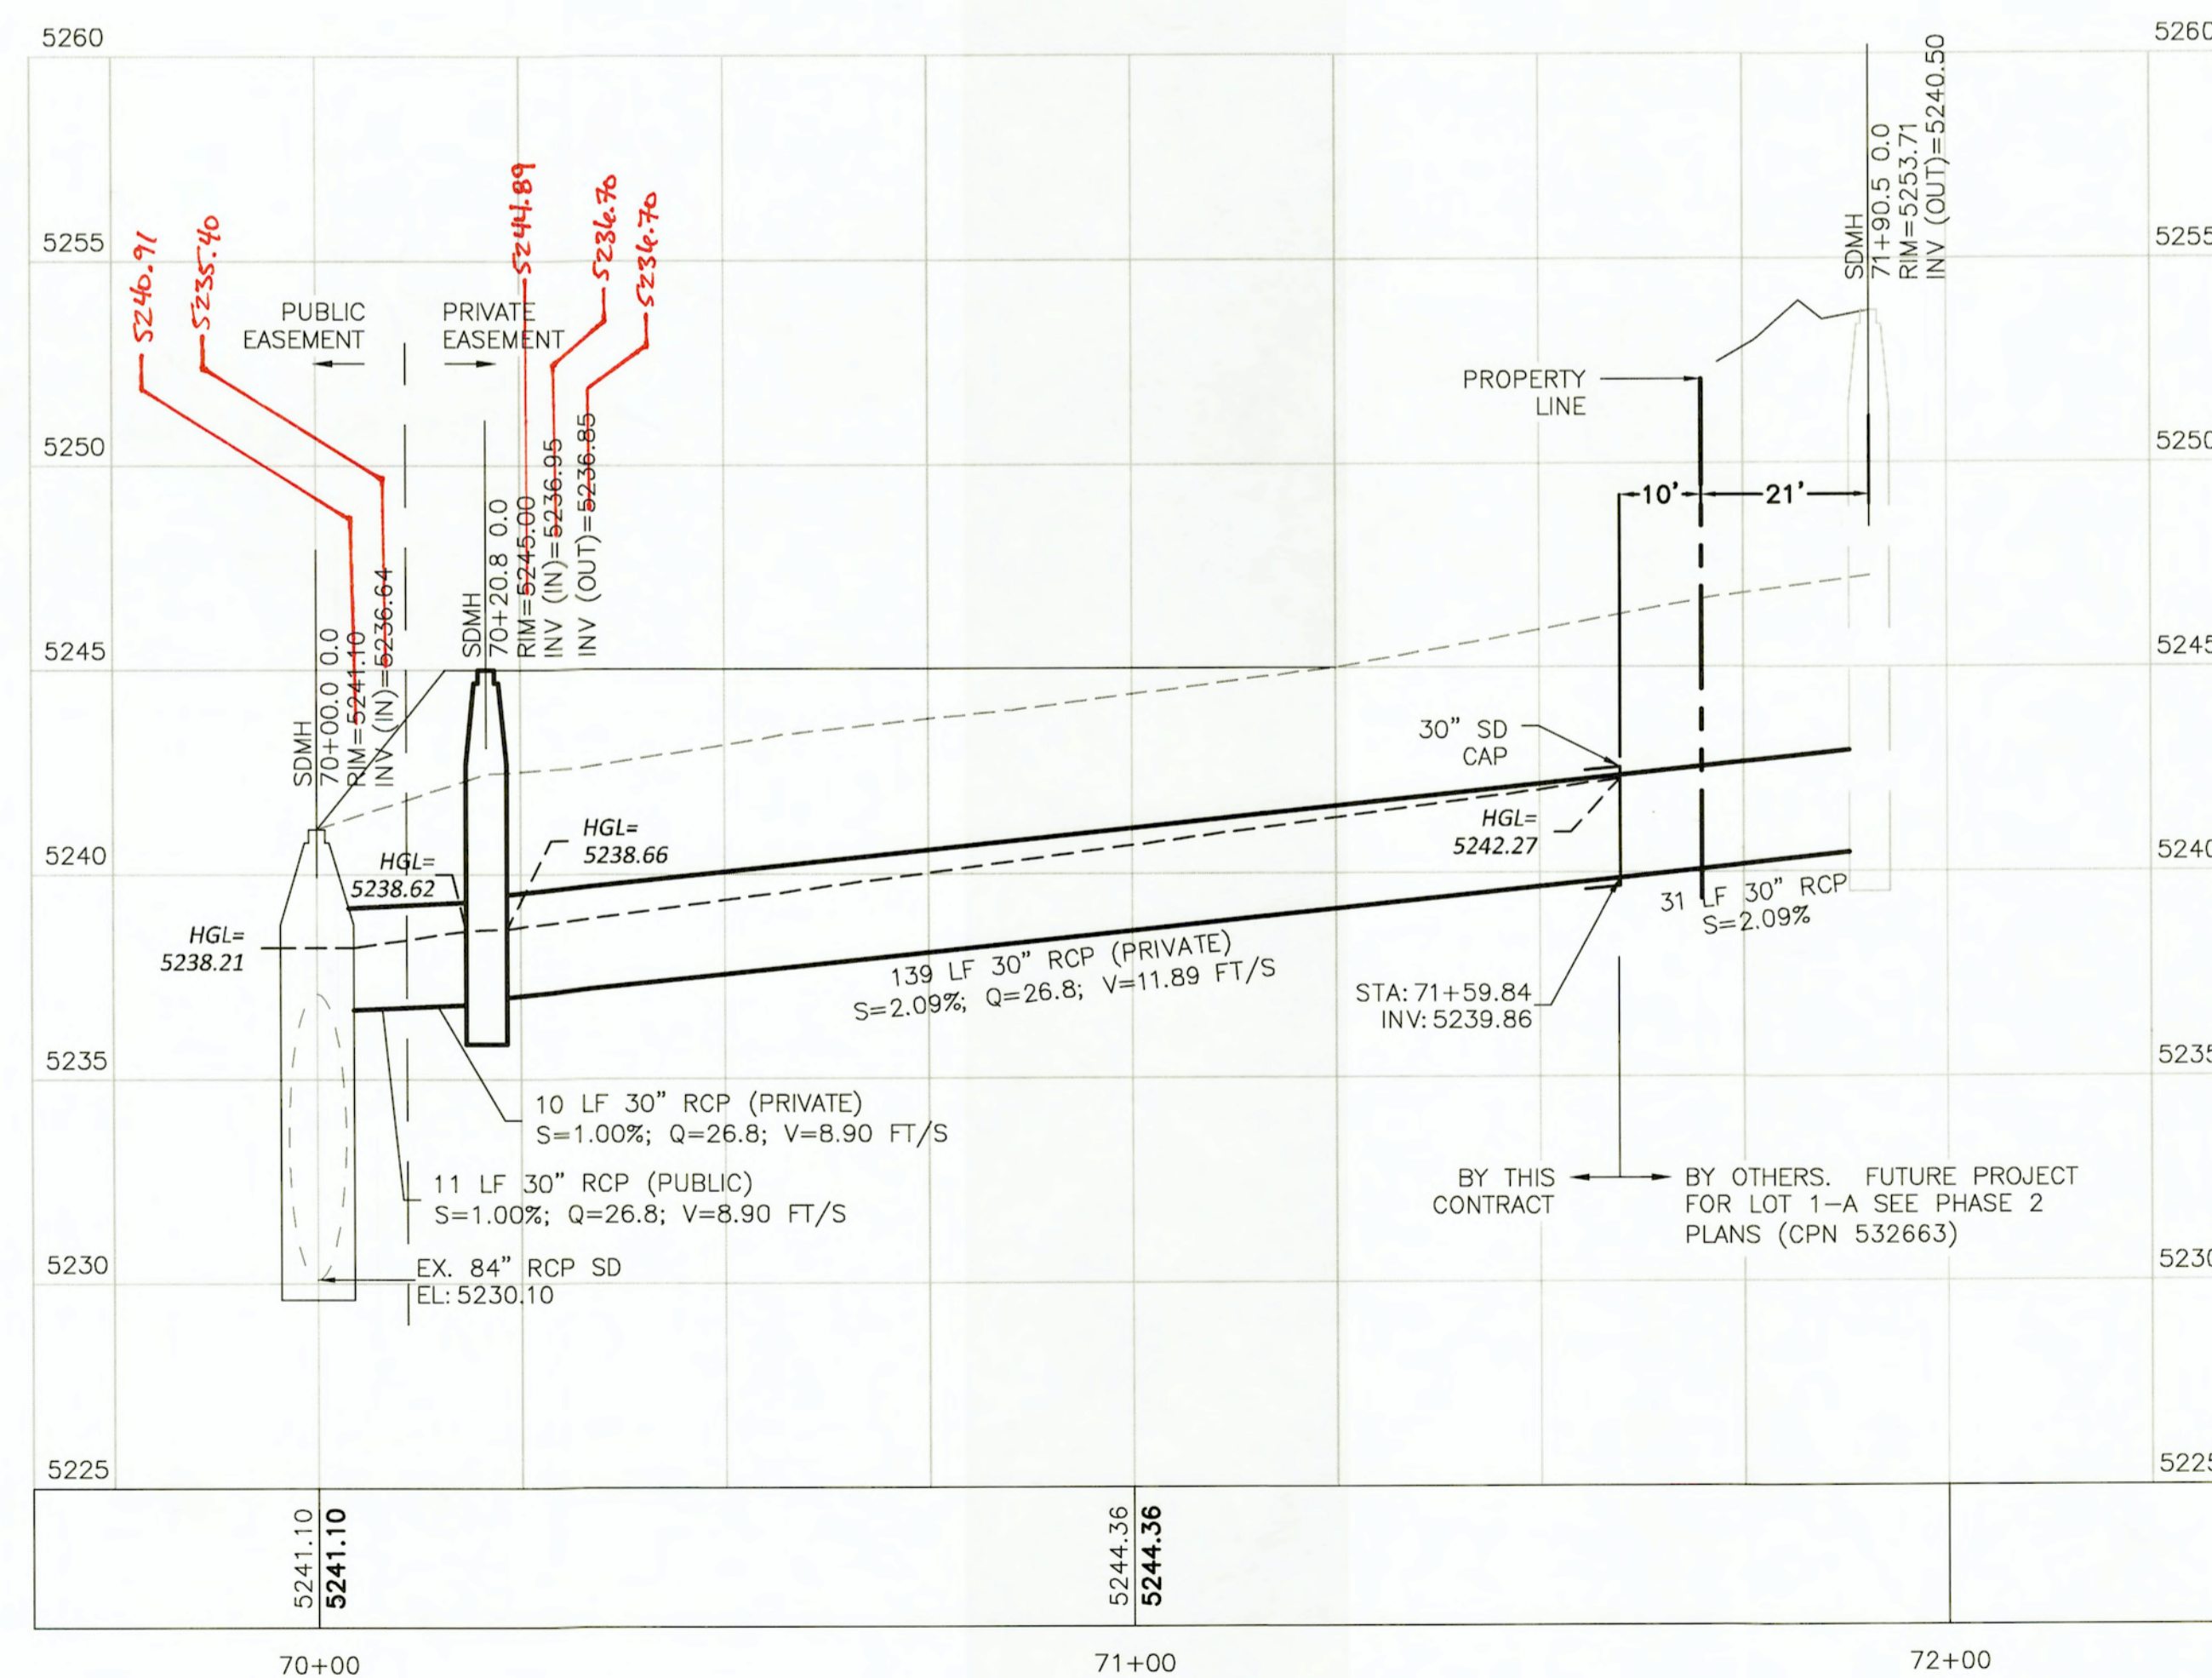 5260
5260
5255
5255
5250
5250
5245
5245
5240
5240
5235
5235
5230
5230
5225
5225
5240.91
5235.40
5244.89
5236.70
5236.70
PUBLIC
EASEMENT
PRIVATE
EASEMENT
SDMH
70+00.0 0.0
RIM=5241.10
INV (IN)=5236.64
SDMH
70+20.8 0.0
RIM=5245.00
INV (IN)=5236.95
INV (OUT)=5236.85
SDMH
71+90.5 0.0
RIM=5253.71
INV (OUT)=5240.50
PROPERTY
LINE
10'
21'
30" SD
CAP
HGL=
5238.66
HGL=
5238.62
HGL=
5238.21
HGL=
5242.27
31 LF 30" RCP
S=2.09%
139 LF 30" RCP (PRIVATE)
S=2.09%; Q=26.8; V=11.89 FT/S
STA: 71+59.84
INV: 5239.86
10 LF 30" RCP (PRIVATE)
S=1.00%; Q=26.8; V=8.90 FT/S
11 LF 30" RCP (PUBLIC)
S=1.00%; Q=26.8; V=8.90 FT/S
EX. 84" RCP SD
EL: 5230.10
BY THIS
CONTRACT
BY OTHERS. FUTURE PROJECT
FOR LOT 1-A SEE PHASE 2
PLANS (CPN 532663)
5241.10
5241.10
5244.36
5244.36
70+00
71+00
72+00